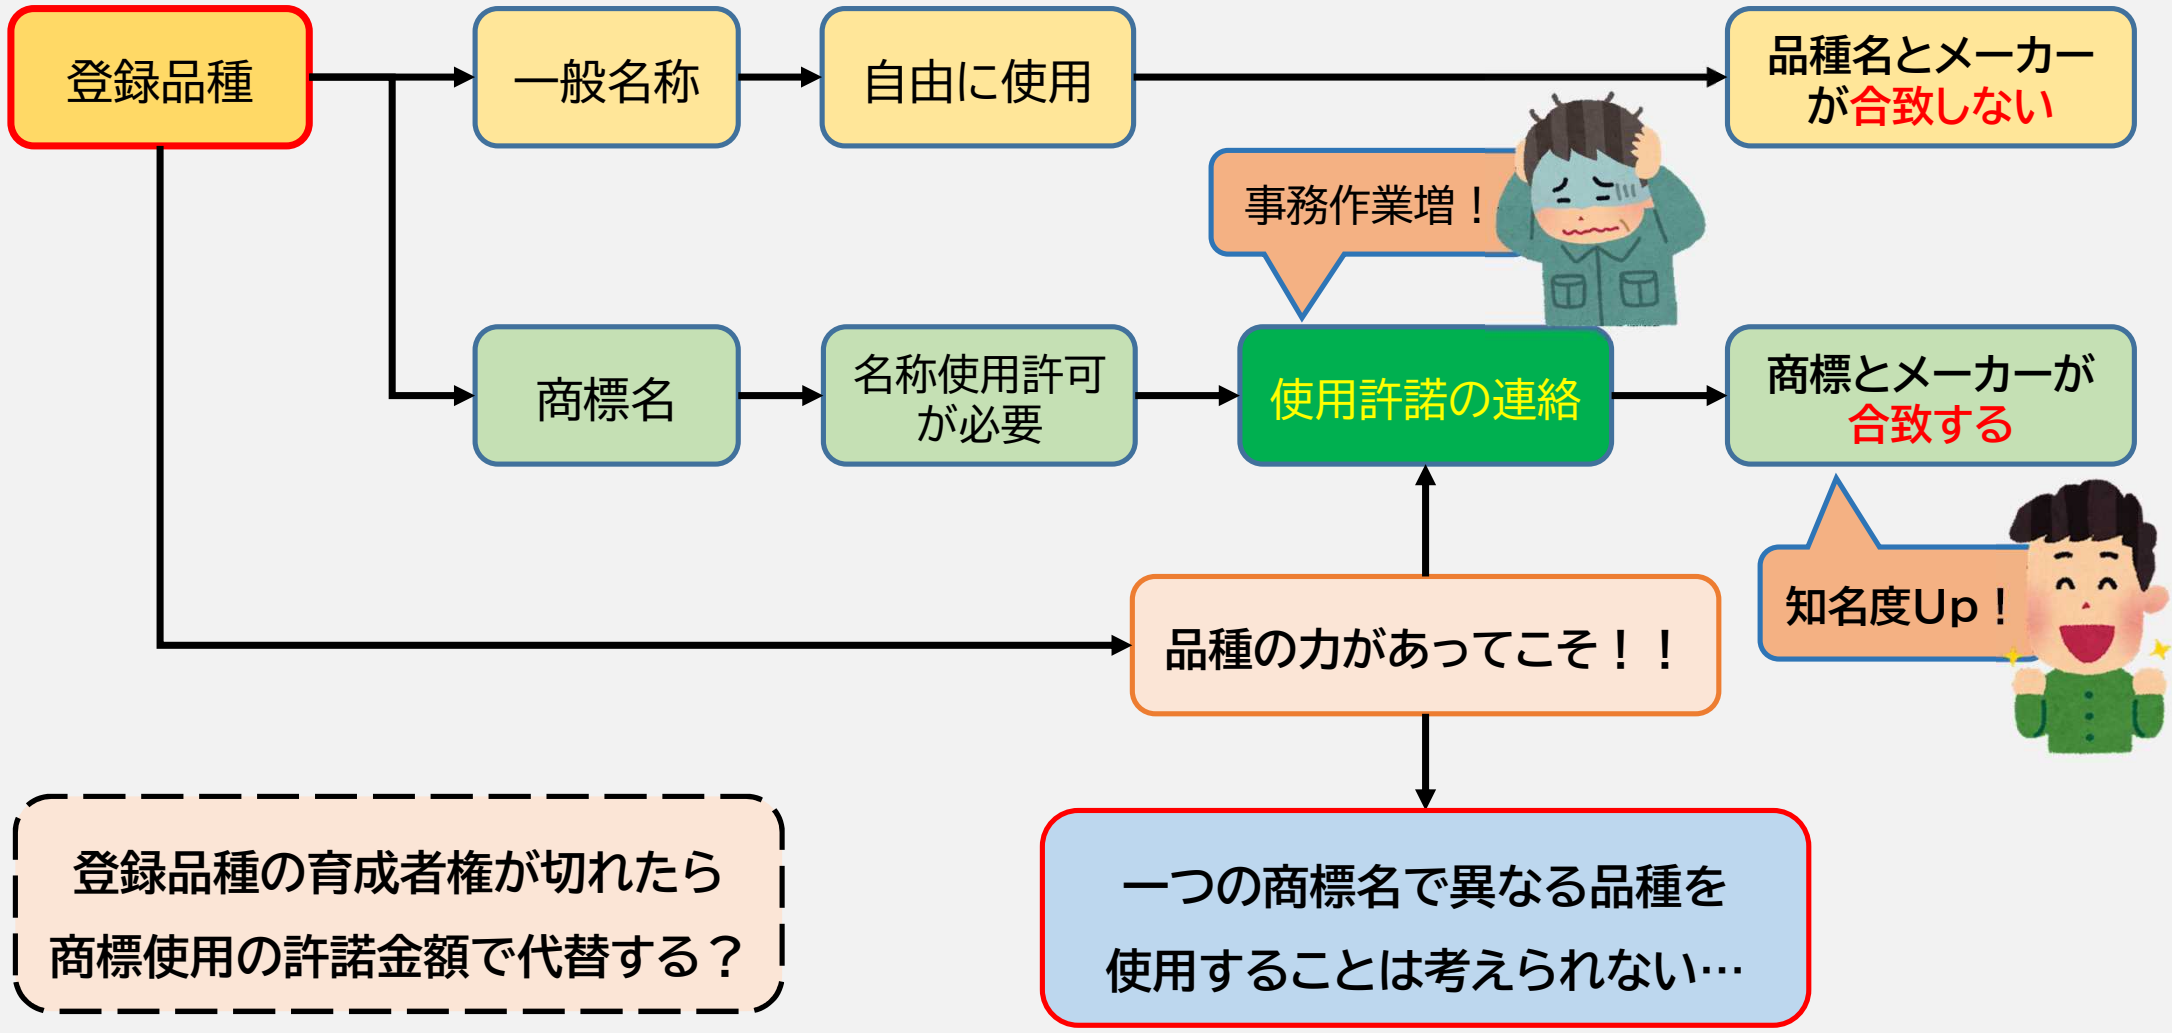 登録品種
一般名称
自由に使用
品種名とメーカー
が合致しない
事務作業増！
商標名
名称使用許可
が必要
使用許諾の連絡
商標とメーカーが
合致する
知名度Up！
品種の力があってこそ！！
登録品種の育成者権が切れたら
商標使用の許諾金額で代替する？
一つの商標名で異なる品種を
使用することは考えられない…